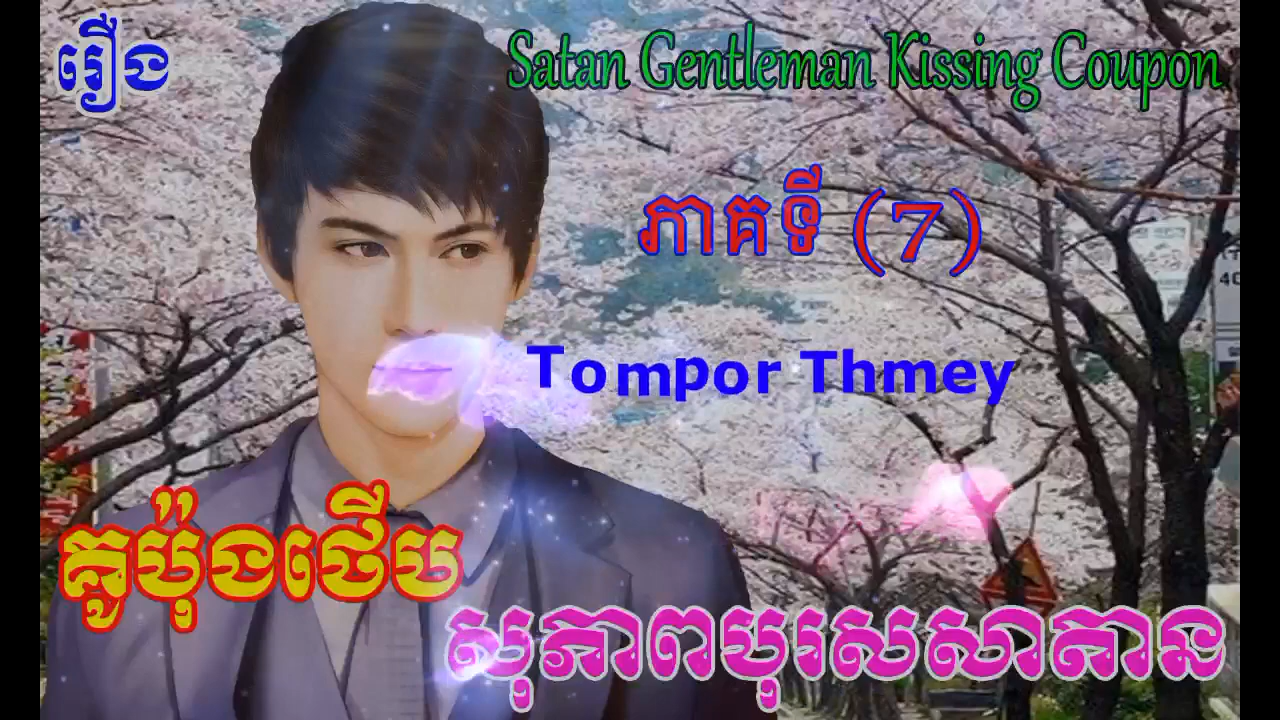 រឿង
Satan Gentleman Kissing Coupon
ភាគទី (7)
Tompor Thmey
គូប៉ុងថើប
សុភាពបុរសសាតាន